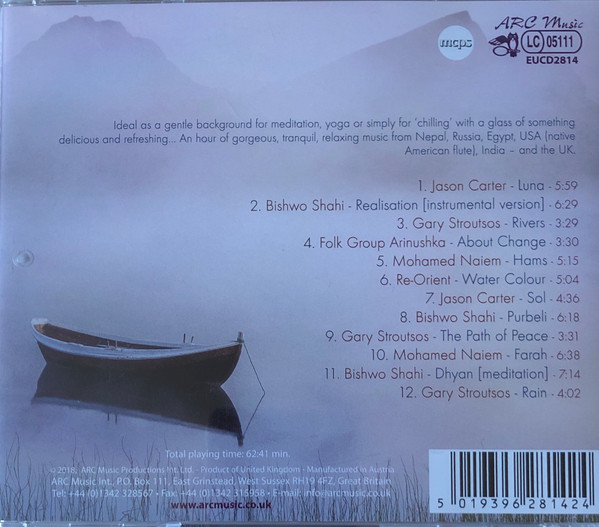 ARC Music
mcps
LC 05111
EUCD2814
Ideal as a gentle background for meditation, yoga or simply for 'chilling' with a glass of something
delicious and refreshing... An hour of gorgeous, tranquil, relaxing music from Nepal, Russia, Egypt, USA (native
American flute), India – and the UK.
1. Jason Carter - Luna - 5:59
2. Bishwo Shahi - Realisation [instrumental version] - 6:29
3. Gary Stroutsos - Rivers - 3:29
4. Folk Group Arinushka - About Change - 3:30
5. Mohamed Naiem - Hams - 5:15
6. Re-Orient - Water Colour - 5:04
7. Jason Carter - Sol - 4:36
8. Bishwo Shahi - Purbeli - 6:18
9. Gary Stroutsos - The Path of Peace - 3:31
10. Mohamed Naiem - Farah - 6:38
11. Bishwo Shahi - Dhyan [meditation] - 7:14
12. Gary Stroutsos - Rain - 4:02
Total playing time: 62:41 min.
© 2018, ARC Music Productions Int. Ltd. - Product of United Kingdom - Manufactured in Austria
ARC Music Int., P.O. Box 111, East Grinstead, West Sussex RH19 4FZ, Great Britain
Tel: +44 (0)1342 328567 • Fax: +44 (0)1342 315958 • E-mail: info@arcmusic.co.uk
www.arcmusic.co.uk
5 019396 281424